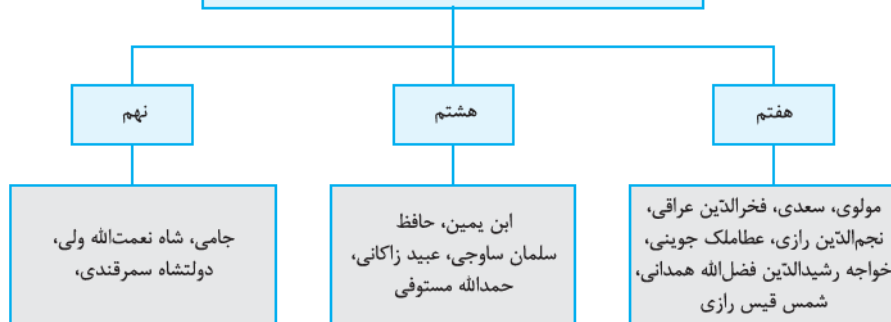 هفتم
هشتم
نهم
مولوی، سعدی، فخرالدّین عراقی،
نجم‌الدّین رازی، عطاملک جوینی،
خواجه رشیدالدّین فضل‌الله همدانی،
شمس قیس رازی
ابن یمین، حافظ
سلمان ساوجی، عبید زاکانی،
حمدالله مستوفی
جامی، شاه نعمت‌الله ولی،
دولتشاه سمرقندی،